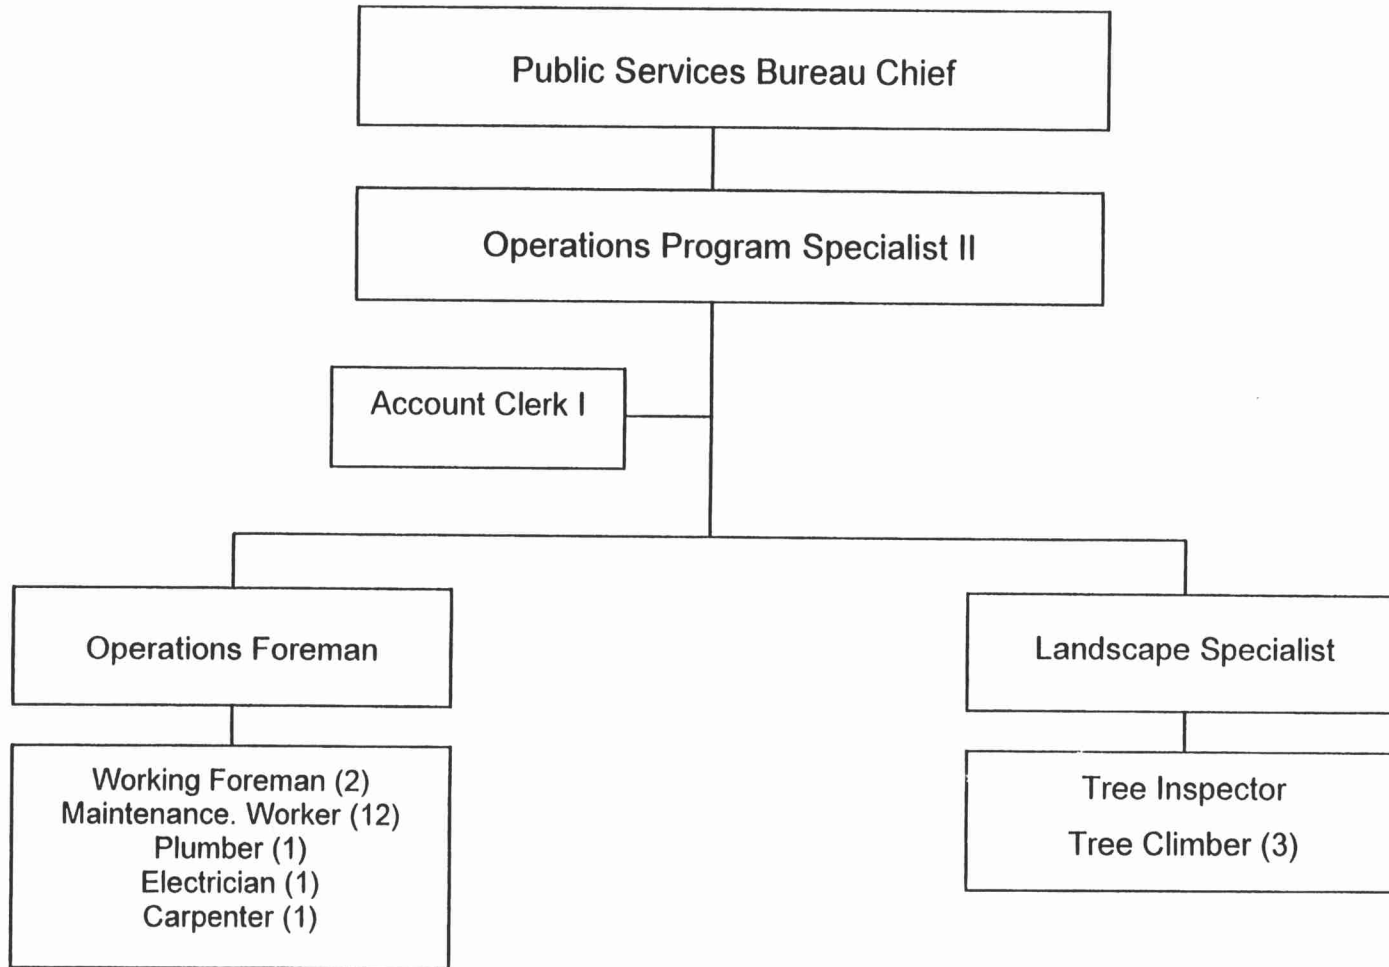 Public Services Bureau Chief
Operations Program Specialist II
Account Clerk I
Operations Foreman
Landscape Specialist
Working Foreman (2)
Maintenance. Worker (12)
Plumber (1)
Electrician (1)
Carpenter (1)
Tree Inspector
Tree Climber (3)